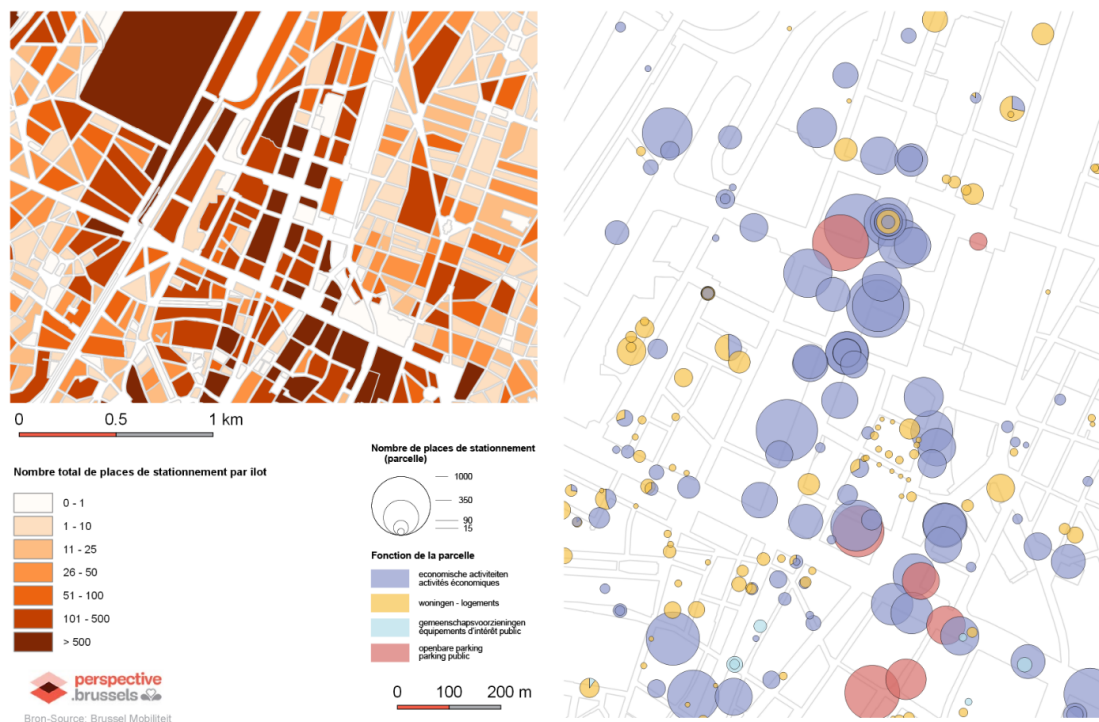 0 0.5 1 km
Nombre total de places de stationnement par îlot
0 - 1
1 - 10
11 - 25
26 - 50
51 - 100
101 - 500
> 500
perspective
.brussels
Bron-Source: Brussel Mobiliteit
Nombre de places de stationnement
(parcelle)
1000
350
90
15
Fonction de la parcelle
economische activiteiten
activités économiques
woningen - logements
gemeenschapsvoorzieningen
équipements d'intérêt public
openbare parking
parking public
0 100 200 m